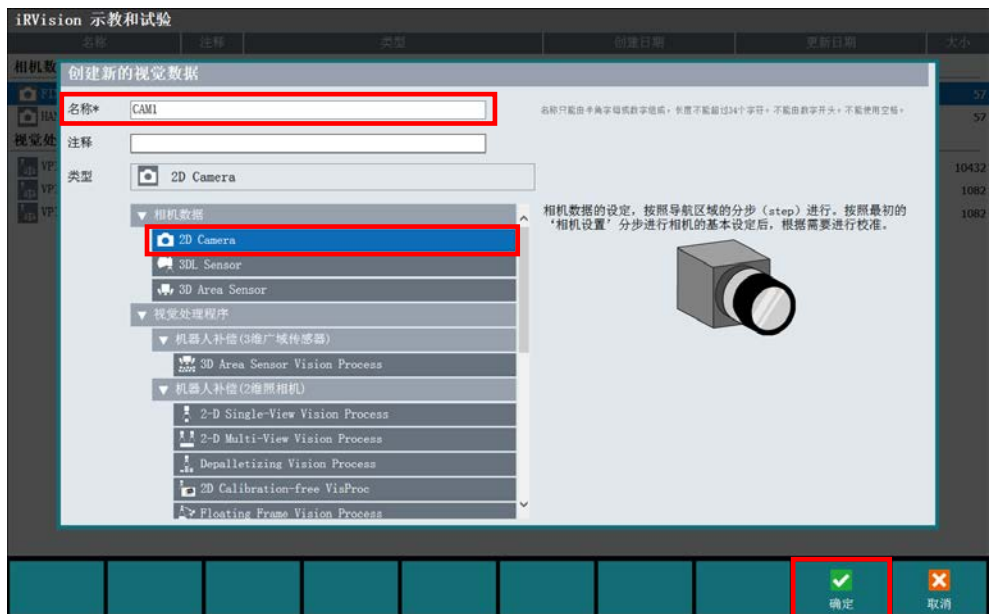 iRVision 示教和试验
名称 注释 类型 创建日期 更新日期 大小
相机数
创建新的视觉数据
FI 57
名称* CAM1 名称只能由半角字母或数字组成，长度不能超过34个字符。不能由数字开头。不能使用空格。
HA 57
视觉处 注释
VP 10432
类型 2D Camera
VP 1082
VP 1082
▼ 相机数据
相机数据的设定，按照导航区域的分步（step）进行。按照最初的
2D Camera
‘相机设置’分步进行相机的基本设定后，根据需要进行校准。
3DL Sensor
3D Area Sensor
▼ 视觉处理程序
▼ 机器人补偿(3维广域传感器)
3D Area Sensor Vision Process
▼ 机器人补偿(2维照相机)
2-D Single-View Vision Process
2-D Multi-View Vision Process
Depalletizing Vision Process
2D Calibration-free VisProc
Floating Frame Vision Process
确定 取消